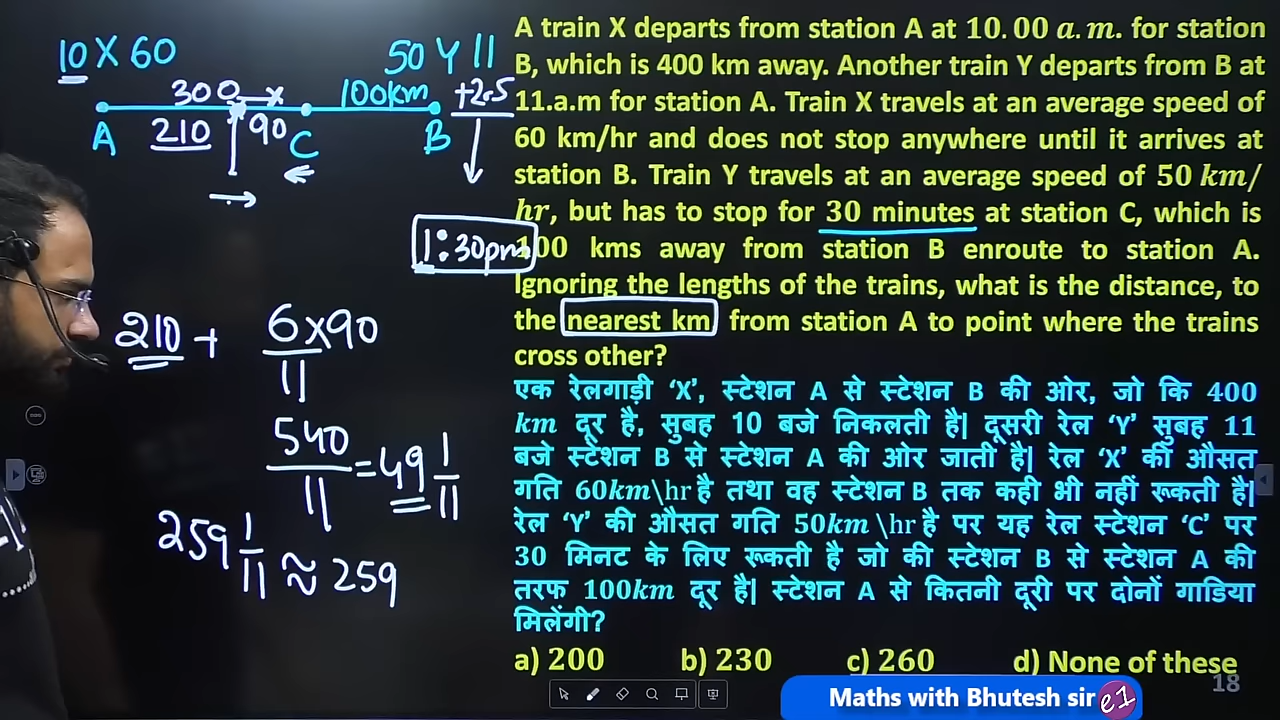 10 X 60
50 Y 11
300
100km
+2.5
210
90
A
C
B
1:30pm
210 + 6×90
11
540
11
=49 1
11
259 1
11
≈ 259
A train X departs from station A at 10.00 a.m. for station
B, which is 400 km away. Another train Y departs from B at
11.a.m for station A. Train X travels at an average speed of
60 km/hr and does not stop anywhere until it arrives at
station B. Train Y travels at an average speed of 50 km/
hr, but has to stop for 30 minutes at station C, which is
100 kms away from station B enroute to station A.
Ignoring the lengths of the trains, what is the distance, to
the nearest km from station A to point where the trains
cross other?
एक रेलगाड़ी ‘X’, स्टेशन A से स्टेशन B की ओर, जो कि 400
km दूर है, सुबह 10 बजे निकलती है| दूसरी रेल ‘Y’ सुबह 11
बजे स्टेशन B से स्टेशन A की ओर जाती है| रेल ‘X’ की औसत
गति 60km\hr है तथा वह स्टेशन B तक कही भी नहीं रूकती है|
रेल ‘Y’ की औसत गति 50km \hr है पर यह रेल स्टेशन ‘C’ पर
30 मिनट के लिए रूकती है जो की स्टेशन B से स्टेशन A की
तरफ 100km दूर है| स्टेशन A से कितनी दूरी पर दोनों गाडिया
मिलेंगी?
a) 200 b) 230 c) 260 d) None of these
18
Maths with Bhutesh sir e1